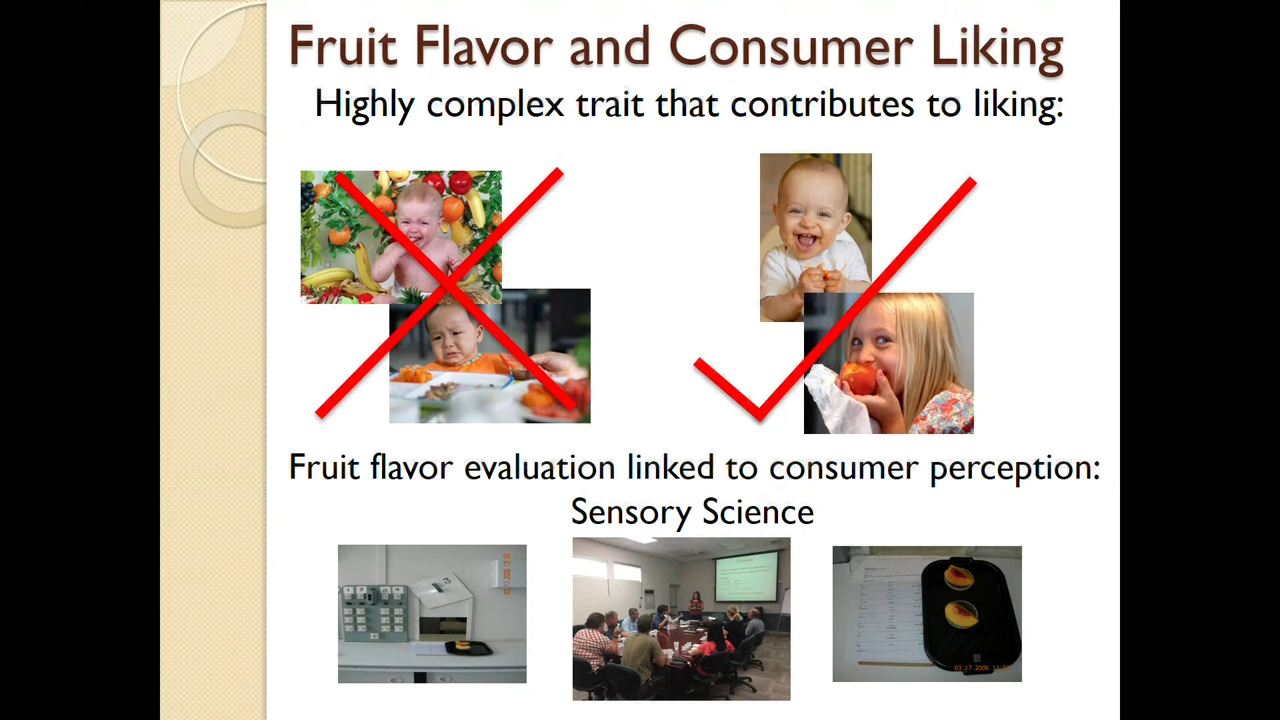 Fruit Flavor and Consumer Liking
Highly complex trait that contributes to liking:
Fruit flavor evaluation linked to consumer perception:
Sensory Science